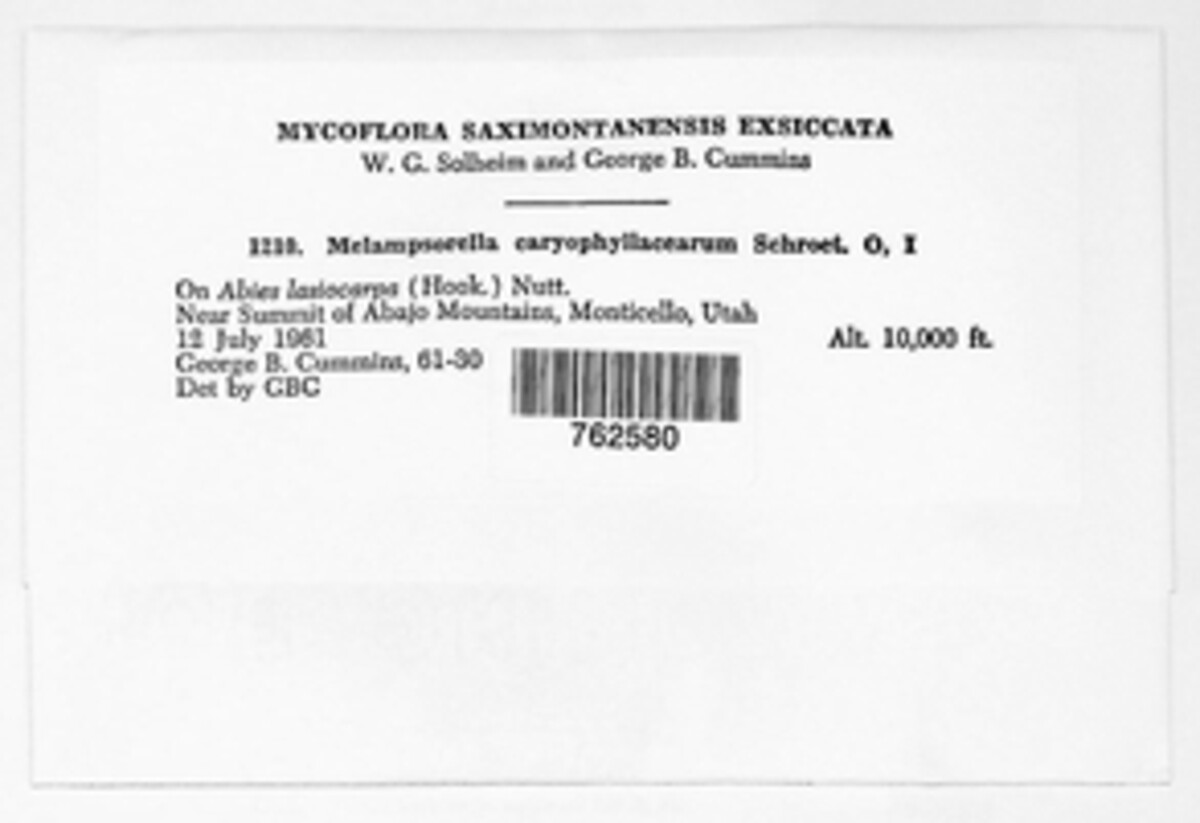 MYCOFLORA SAXIMONTANENSIS EXSICCATA
W. G. Solheim and George B. Cummins
Melampsorella caryophyllacearum Schroet. O, I
On Abies lasiocarpa (Hook.) Nutt.
Near Summit of Abajo Mountains, Monticello, Utah
12 July 1961 Alt. 10,000 ft.
George B. Cummins, 61-30
Det by GBC
762580